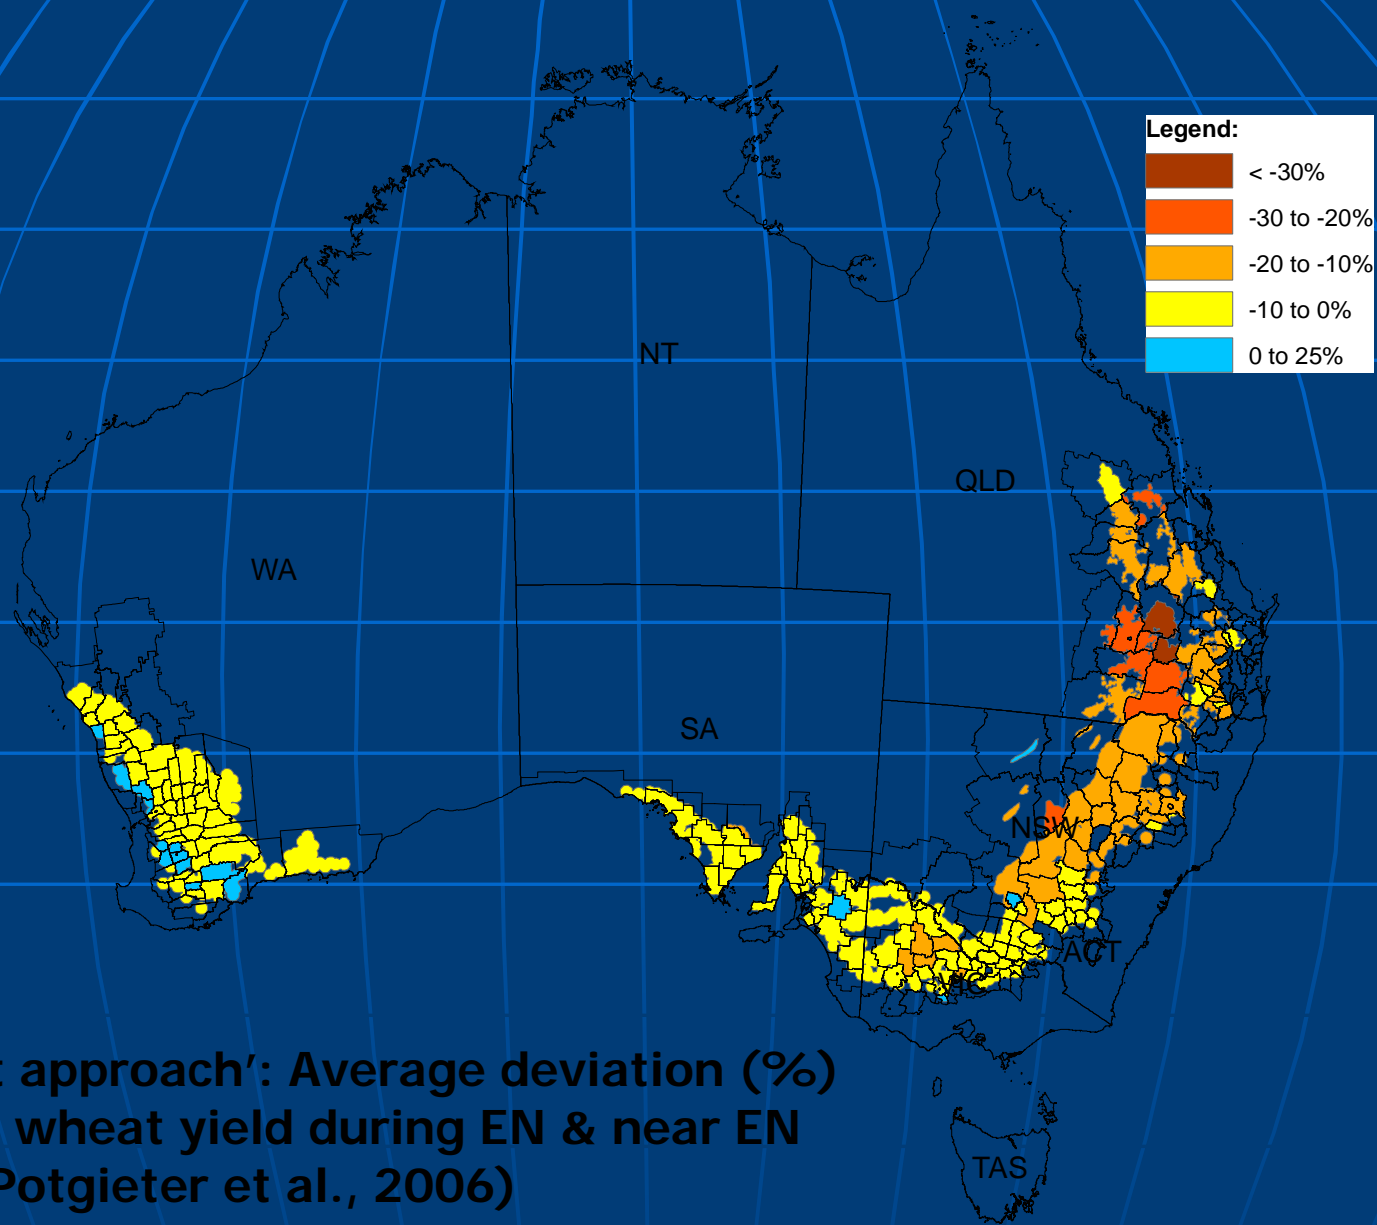 Legend:
< -30%
-30 to -20%
-20 to -10%
-10 to 0%
0 to 25%
NT
QLD
WA
SA
NSW
ACT
VIC
approach’: Average deviation (%)
wheat yield during EN & near EN
Potgieter et al., 2006)
TAS